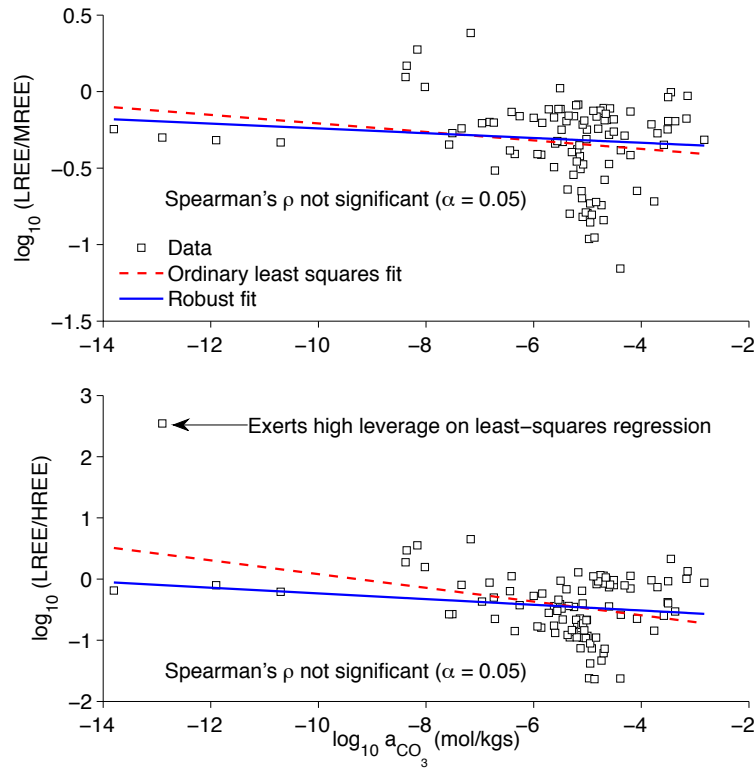 0.5
0
−0.5
−1
−1.5
log10 (LREE/MREE)
Spearman's ρ not significant (α = 0.05)
Data
Ordinary least squares fit
Robust fit
−14 −12 −10 −8 −6 −4 −2
3
2
1
0
−1
−2
log10 (LREE/HREE)
Exerts high leverage on least−squares regression
Spearman's ρ not significant (α = 0.05)
−14 −12 −10 −8 −6 −4 −2
log10 aCO3 (mol/kgs)